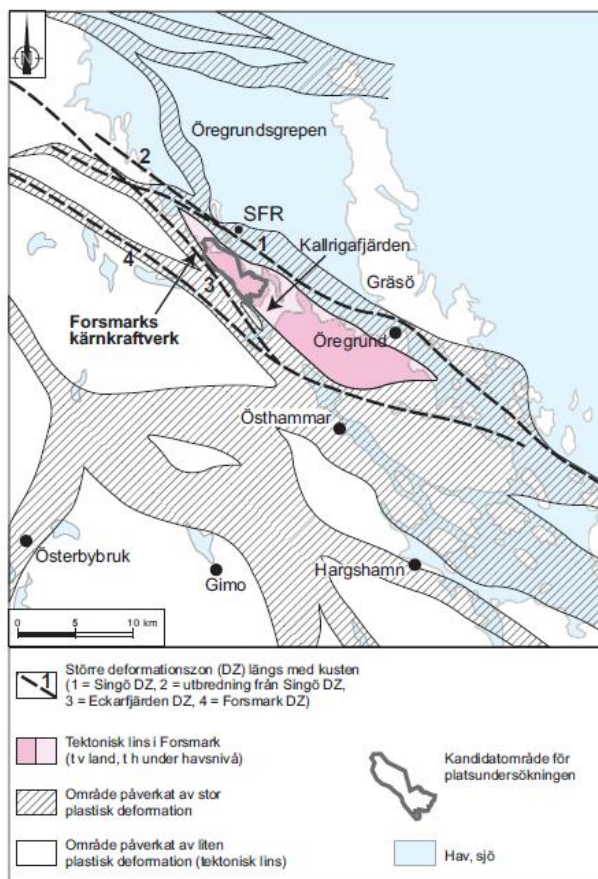 N
Öregrundsgrepen
2
SFR
1
Kallrigafjärden
Gräsö
4
3
Forsmarks
kärnkraftverk
Öregrund
Östhammar
Österbybruk
Gimo
Hargshamn
0 5 10 km
1
Större deformationszon (DZ) längs med kusten
(1 = Singö DZ, 2 = utbredning från Singö DZ,
3 = Eckarfjärden DZ, 4 = Forsmark DZ)
Tektonisk lins i Forsmark
(t v land, t h under havsnivå)
Kandidatområde för
platsundersökningen
Område påverkat av stor
plastisk deformation
Område påverkat av liten
plastisk deformation (tektonisk lins)
Hav, sjö